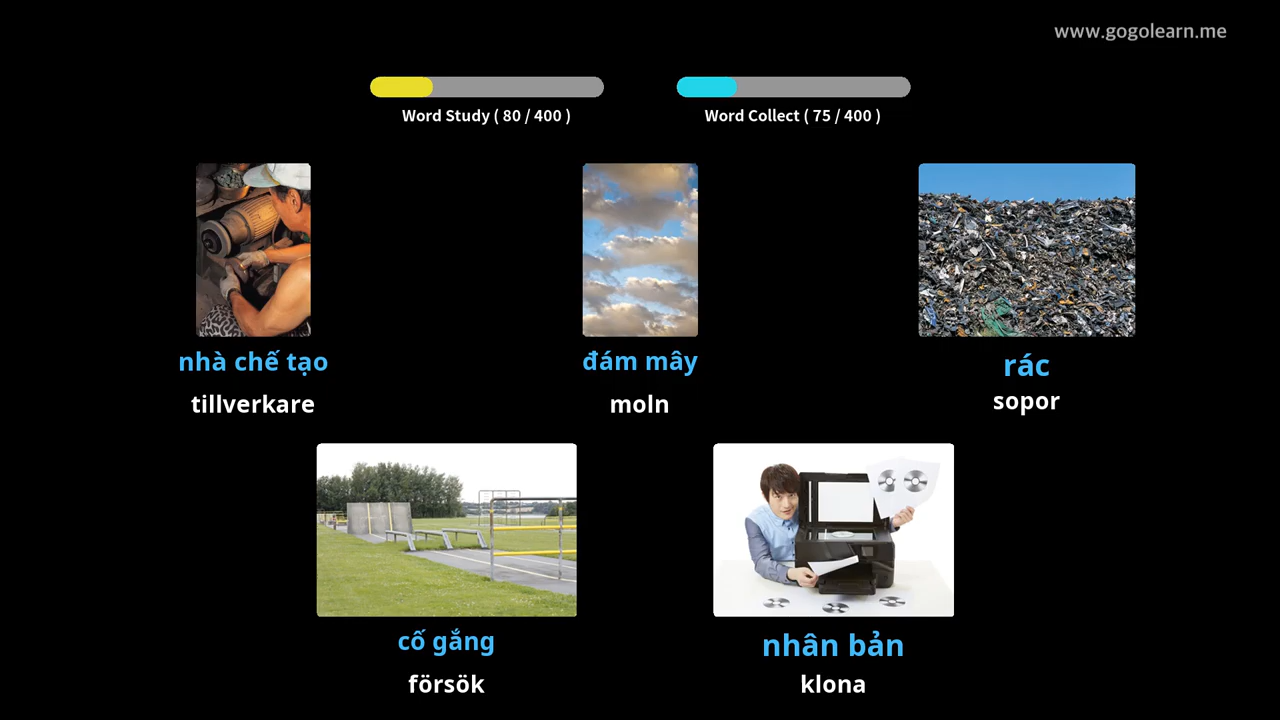 www.gogolearn.me
Word Study ( 80 / 400 )
Word Collect ( 75 / 400 )
nhà chế tạo
tillverkare
đám mây
moln
rác
sopor
cố gắng
försök
nhân bản
klona